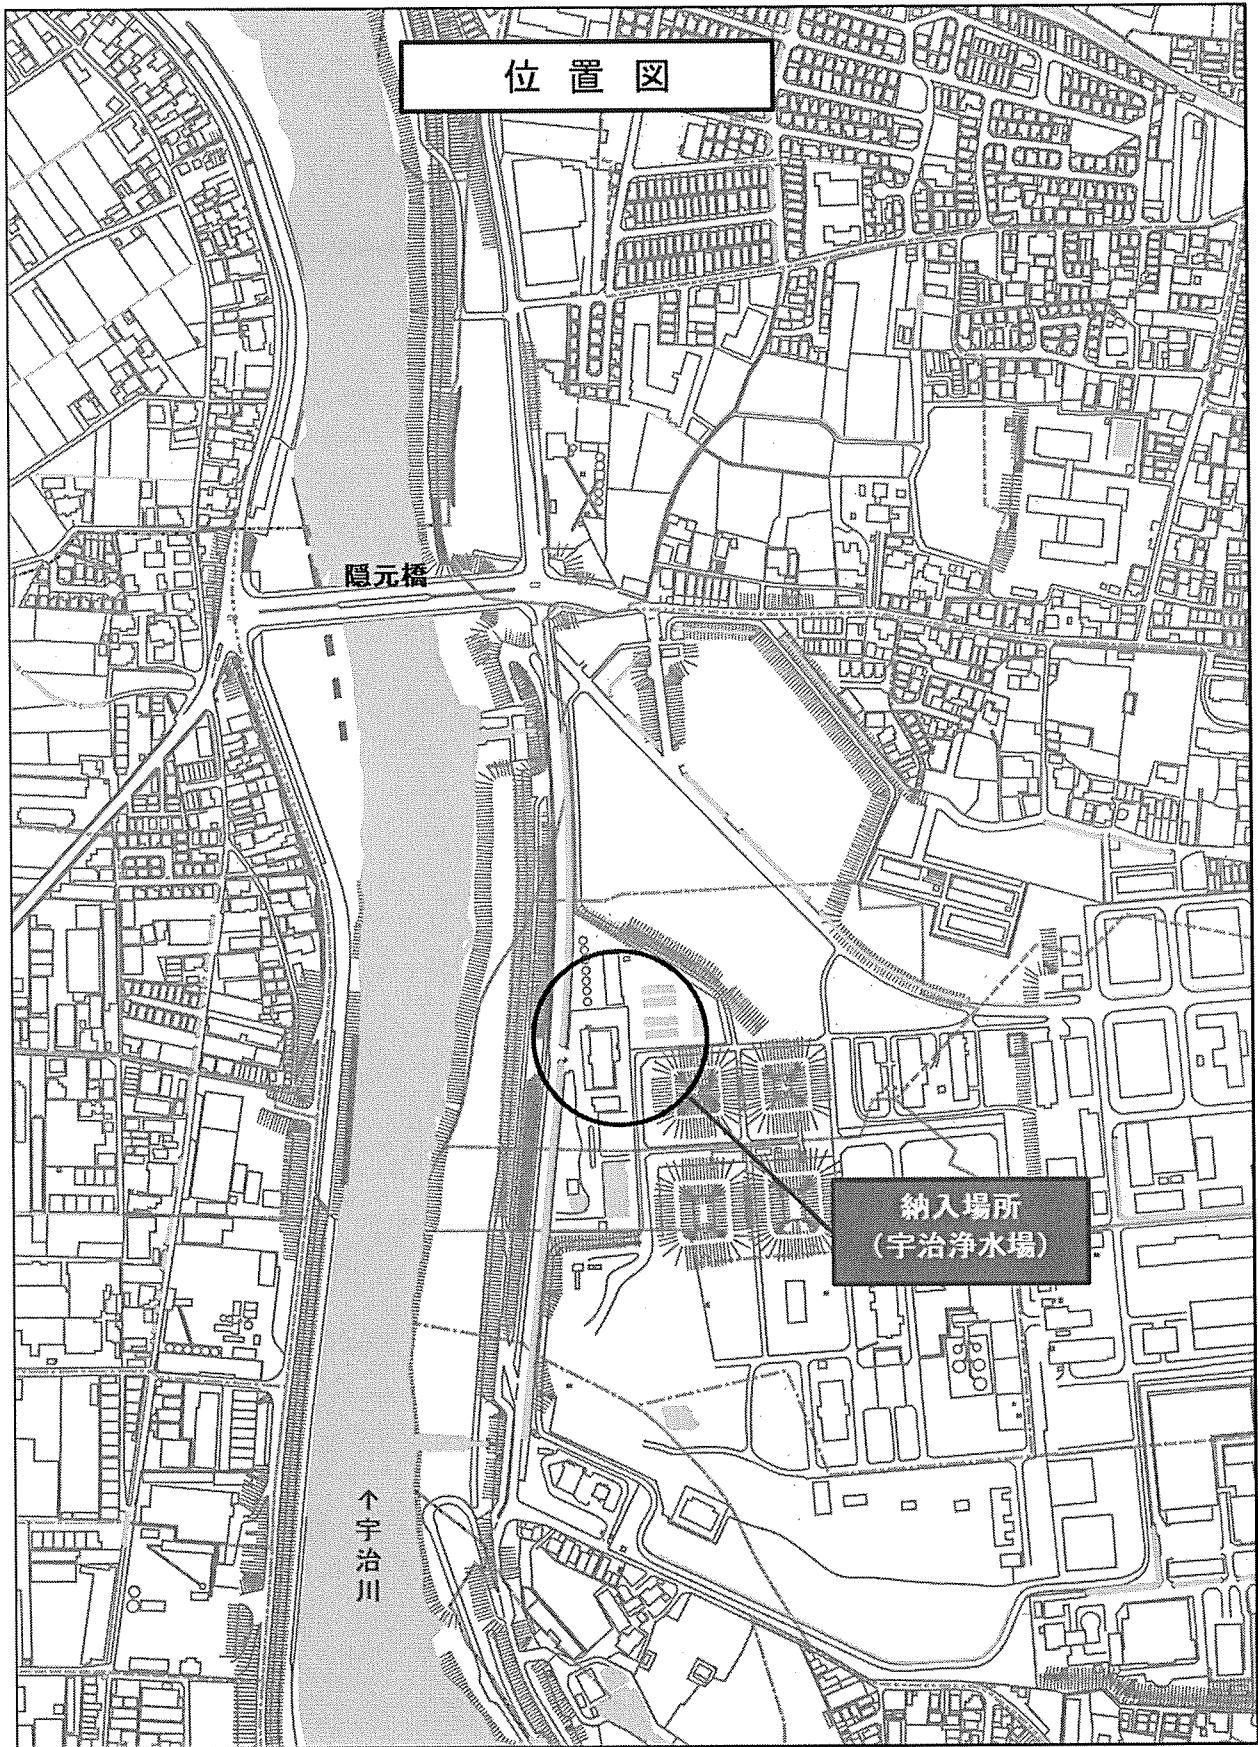 位置図
隠元橋
納入場所
（宇治浄水場）
↑宇治川